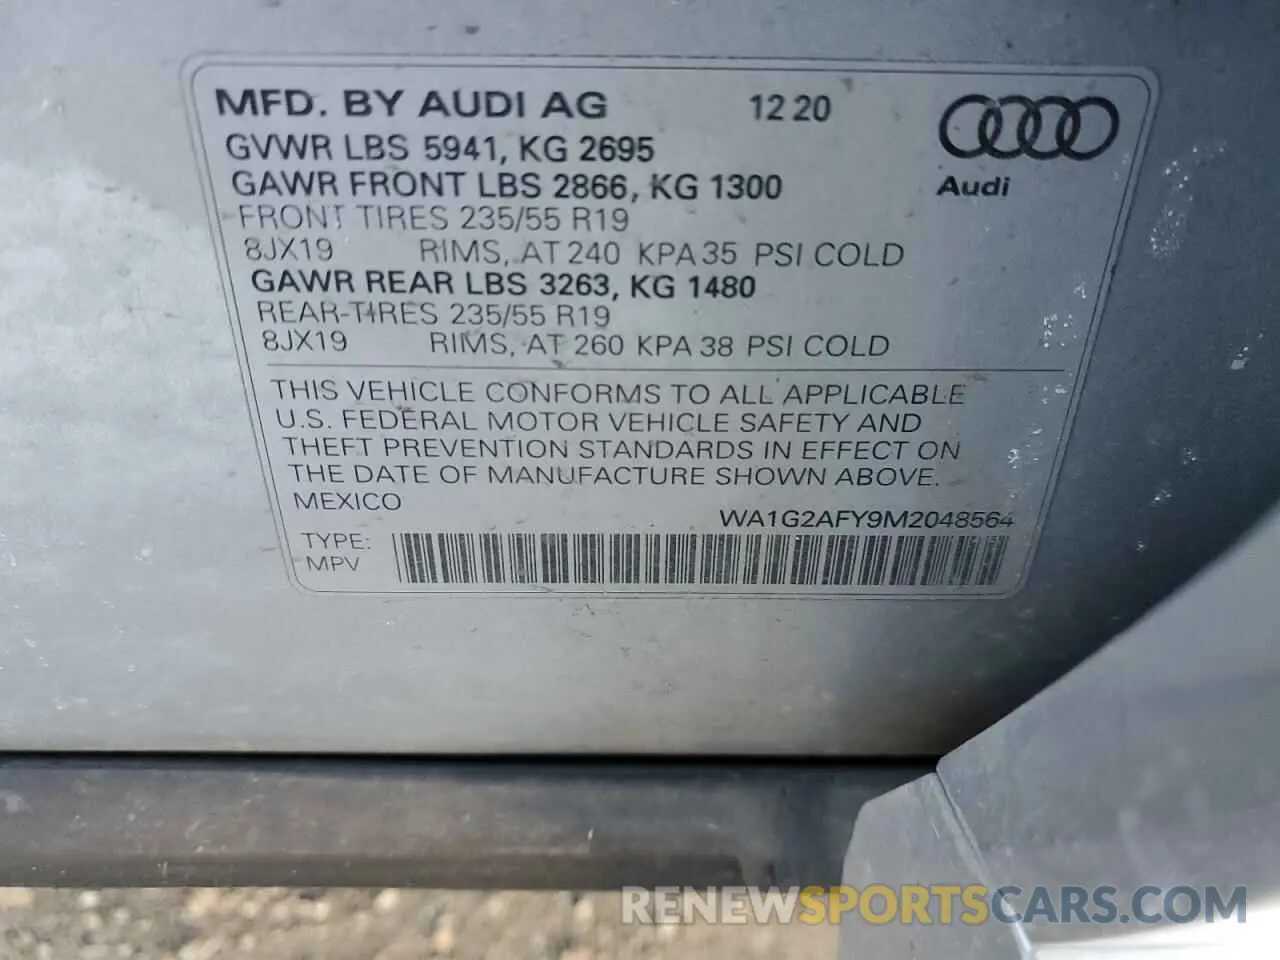 MFD. BY AUDI AG 12 20
GVWR LBS 5941, KG 2695
GAWR FRONT LBS 2866, KG 1300
Audi
FRONT TIRES 235/55 R19
8JX19 RIMS, AT 240 KPA 35 PSI COLD
GAWR REAR LBS 3263, KG 1480
REAR-TIRES 235/55 R19
8JX19 RIMS, AT 260 KPA 38 PSI COLD
THIS VEHICLE CONFORMS TO ALL APPLICABLE
U.S. FEDERAL MOTOR VEHICLE SAFETY AND
THEFT PREVENTION STANDARDS IN EFFECT ON
THE DATE OF MANUFACTURE SHOWN ABOVE.
MEXICO
WA1G2AFY9M2048564
TYPE:
MPV
RENEWSPORTSCARS.COM